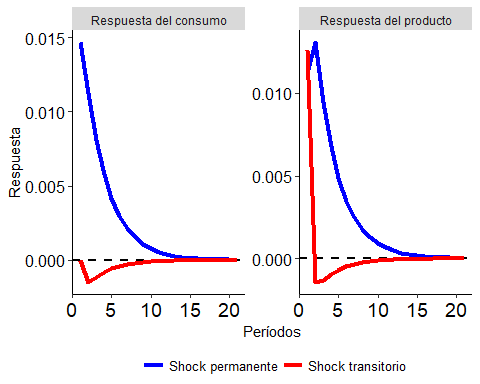 Respuesta del consumo
Respuesta del producto
0.015
0.010
0.005
0.000
0.010
0.005
0.000
Respuesta
0 5 10 15 20
0 5 10 15 20
Períodos
Shock permanente
Shock transitorio